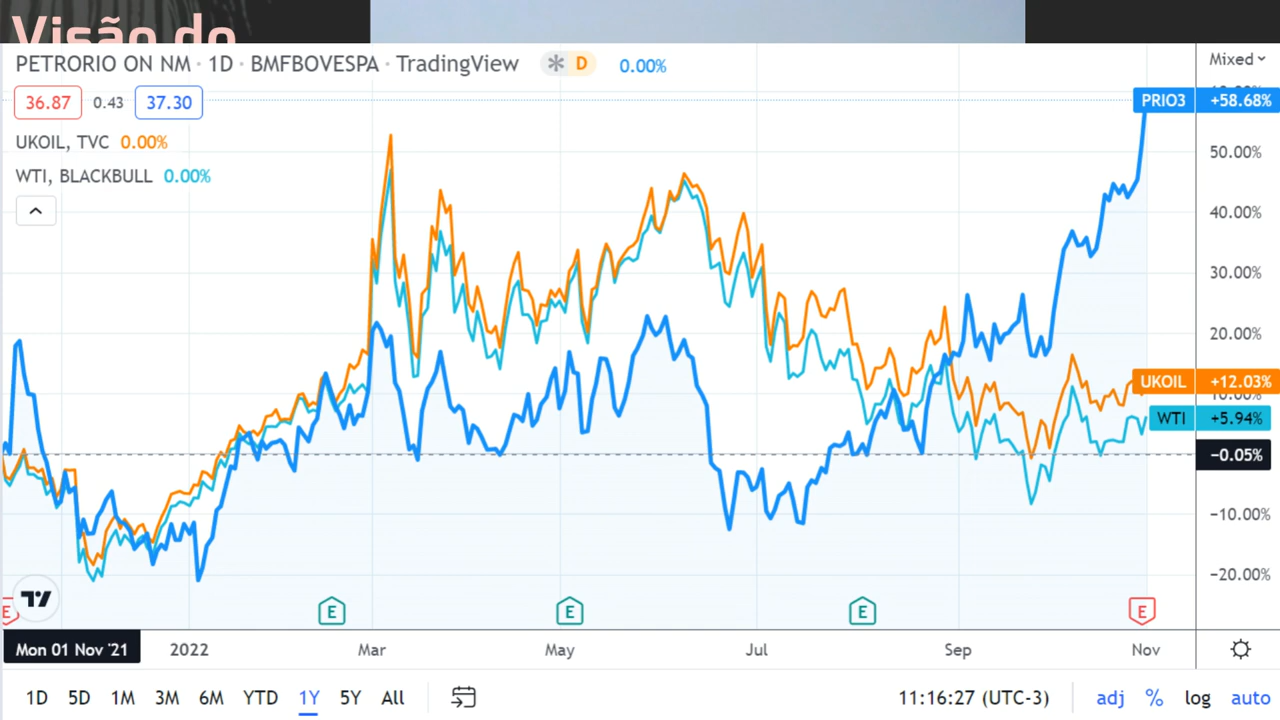 Visão do
PETRORIO ON NM · 1D · BMFBOVESPA · TradingView D 0.00%
Mixed
36.87 0.43 37.30
PRIO3 +58.68%
UKOIL, TVC 0.00%
WTI, BLACKBULL 0.00%
50.00%
40.00%
30.00%
20.00%
UKOIL +12.03%
10.00%
WTI +5.94%
−0.05%
−10.00%
−20.00%
E E E E E
Mon 01 Nov '21 2022 Mar May Jul Sep Nov
1D 5D 1M 3M 6M YTD 1Y 5Y All 11:16:27 (UTC-3) adj % log auto